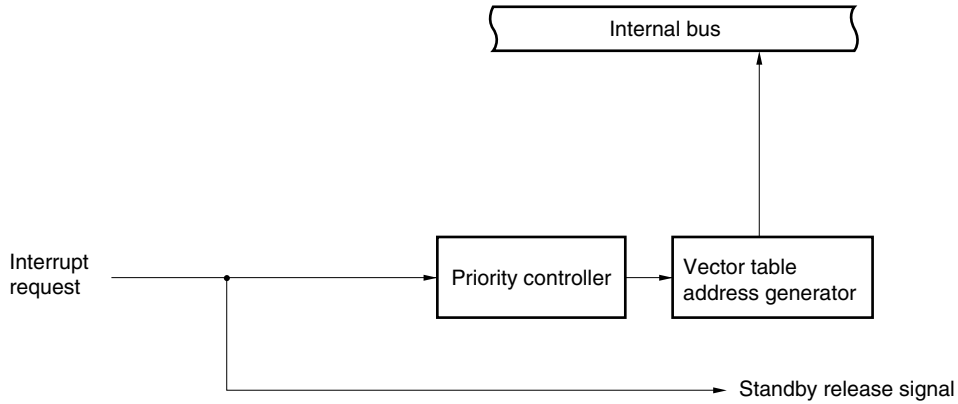 Internal bus
Interrupt
request
Priority controller
Vector table
address generator
Standby release signal